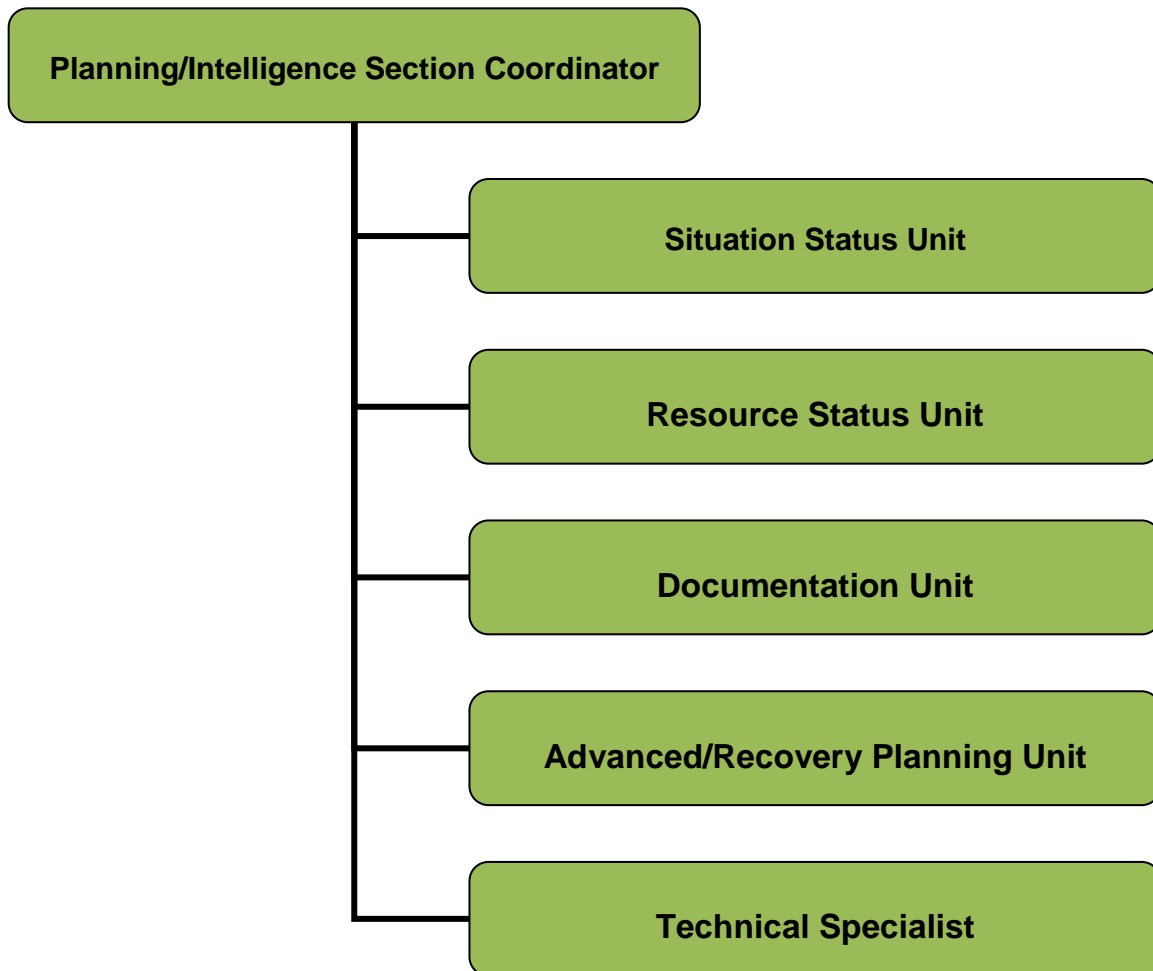 Planning/Intelligence Section Coordinator
Situation Status Unit
Resource Status Unit
Documentation Unit
Advanced/Recovery Planning Unit
Technical Specialist